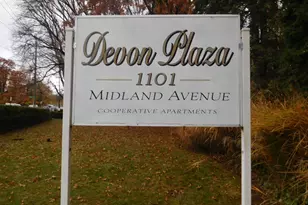 Devon Plaza
1101
MIDLAND AVENUE
COOPERATIVE APARTMENTS